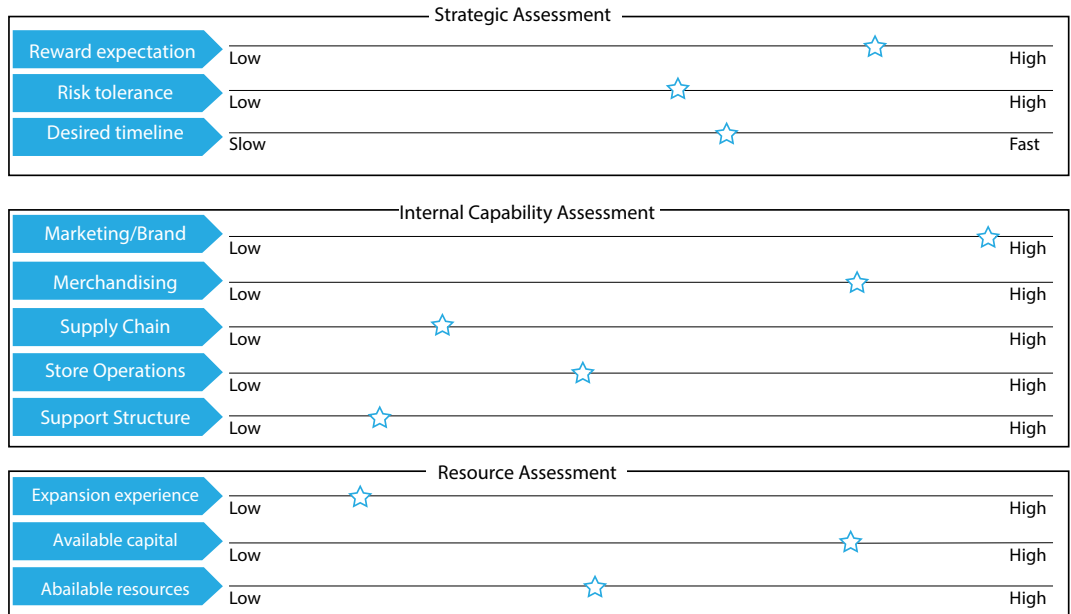 Strategic Assessment
Reward expectation
Low High
Risk tolerance
Low High
Desired timeline
Slow Fast
Internal Capability Assessment
Marketing/Brand
Low High
Merchandising
Low High
Supply Chain
Low High
Store Operations
Low High
Support Structure
Low High
Resource Assessment
Expansion experience
Low High
Available capital
Low High
Abailable resources
Low High